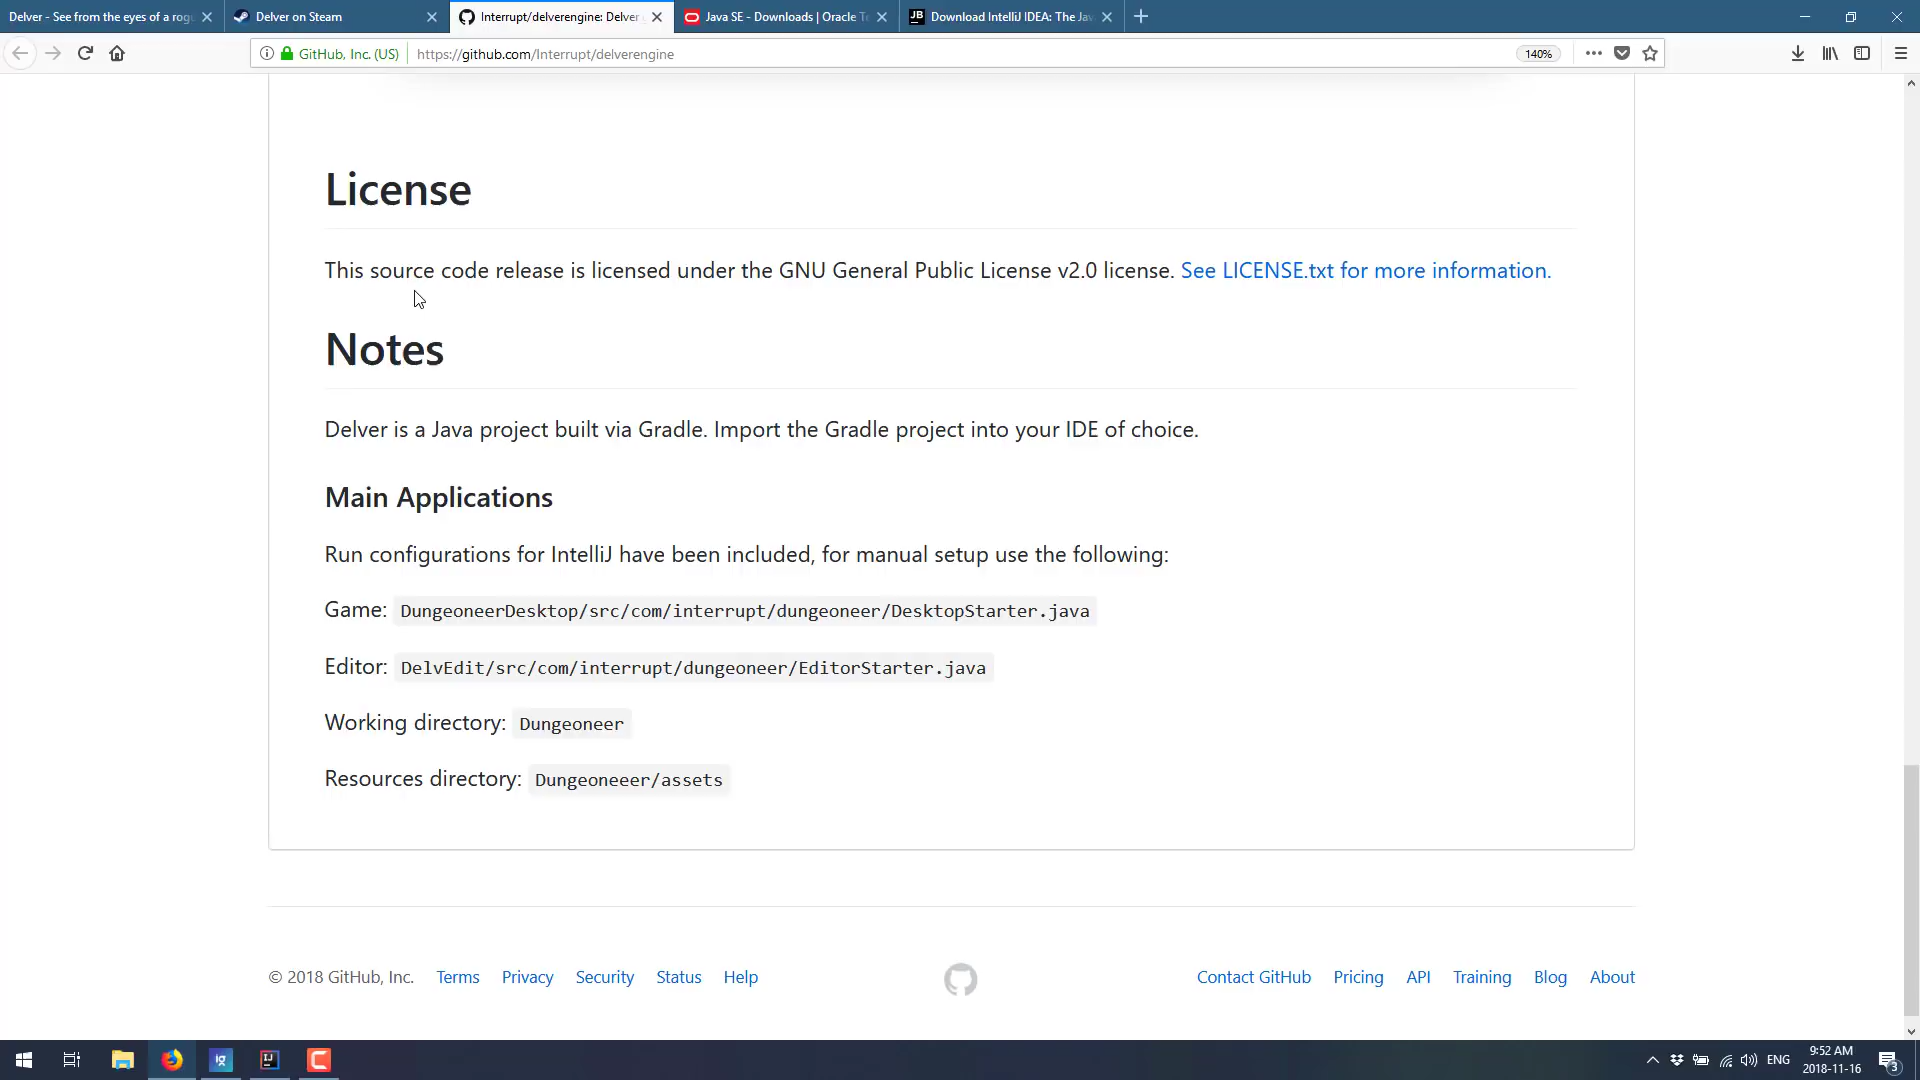 Delver - See from the eyes of a rog
Delver on Steam
Interrupt/delverengine: Delver
Java SE - Downloads | Oracle T
JB Download IntelliJ IDEA: The Jav
GitHub, Inc. (US)
https://github.com/Interrupt/delverengine
140%
License
This source code release is licensed under the GNU General Public License v2.0 license. See LICENSE.txt for more information.
Notes
Delver is a Java project built via Gradle. Import the Gradle project into your IDE of choice.
Main Applications
Run configurations for IntelliJ have been included, for manual setup use the following:
Game: DungeoneerDesktop/src/com/interrupt/dungeoneer/DesktopStarter.java
Editor: DelvEdit/src/com/interrupt/dungeoneer/EditorStarter.java
Working directory: Dungeoneer
Resources directory: Dungeoneeer/assets
© 2018 GitHub, Inc. Terms Privacy Security Status Help
Contact GitHub Pricing API Training Blog About
IJ
ENG
9:52 AM
2018-11-16
3